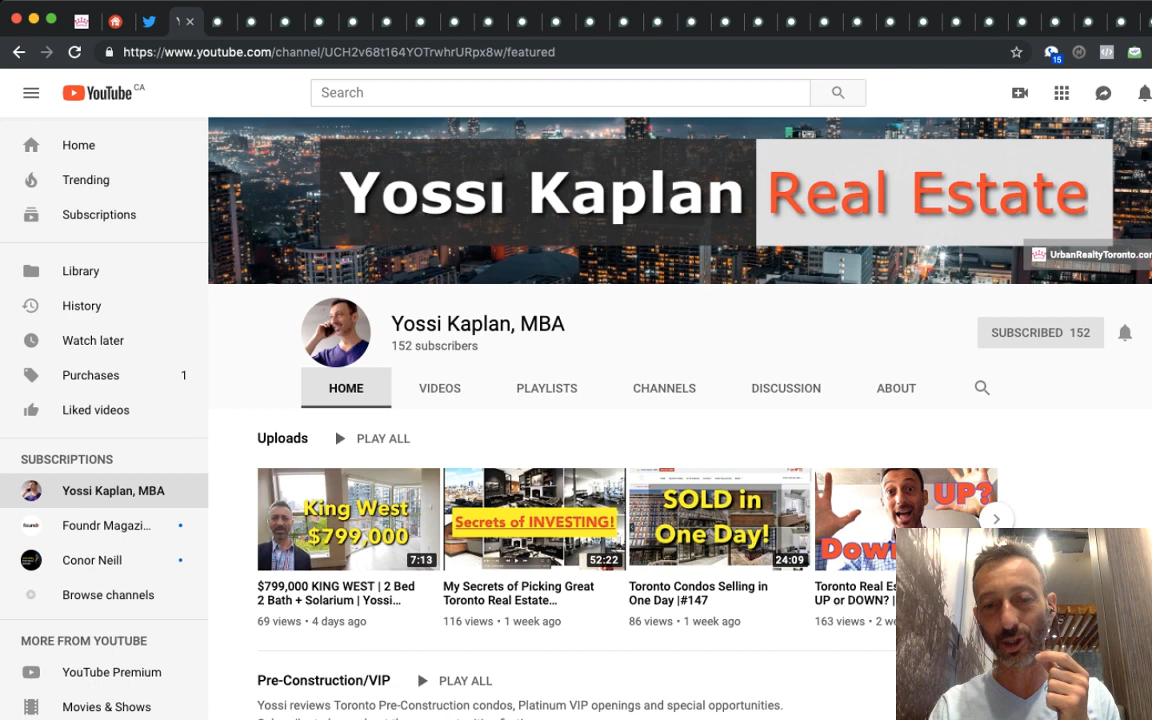 https://www.youtube.com/channel/UCH2v68t164YOTrwhrURpx8w/featured
15
YouTube CA
Search
Home
Trending
Subscriptions
Library
History
Watch later
Purchases 1
Liked videos
SUBSCRIPTIONS
Yossi Kaplan, MBA
Foundr Magazi...
Conor Neill
Browse channels
MORE FROM YOUTUBE
YouTube Premium
Movies & Shows
Yossi Kaplan Real Estate
UrbanRealtyToronto.com
Yossi Kaplan, MBA
152 subscribers
SUBSCRIBED 152
HOME VIDEOS PLAYLISTS CHANNELS DISCUSSION ABOUT
Uploads PLAY ALL
King West
$799,000
7:13
Secrets of INVESTING!
52:22
SOLD in
One Day!
24:09
UP?
Down
$799,000 KING WEST | 2 Bed
2 Bath + Solarium | Yossi...
69 views • 4 days ago
My Secrets of Picking Great
Toronto Real Estate...
116 views • 1 week ago
Toronto Condos Selling in
One Day |#147
86 views • 1 week ago
Toronto Real Es
UP or DOWN? |
163 views • 2 we
Pre-Construction/VIP PLAY ALL
Yossi reviews Toronto Pre-Construction condos, Platinum VIP openings and special opportunities.